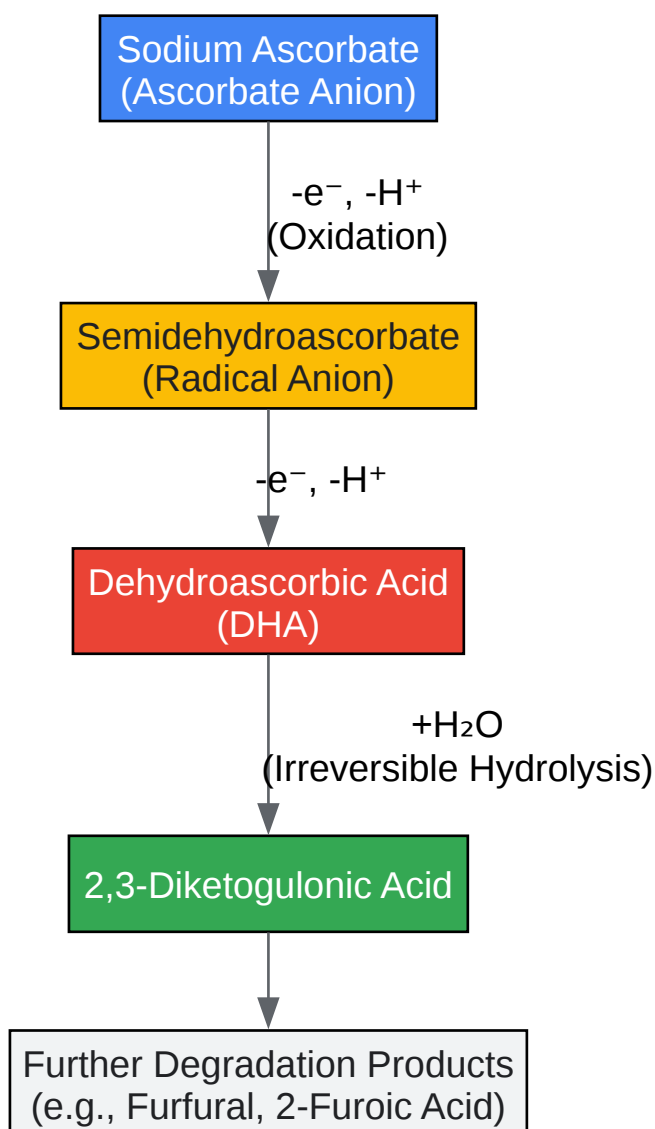 Sodium Ascorbate
(Ascorbate Anion)
-e⁻, -H⁺
(Oxidation)
Semidehydroascorbate
(Radical Anion)
-e⁻, -H⁺
Dehydroascorbic Acid
(DHA)
+H₂O
(Irreversible Hydrolysis)
2,3-Diketogulonic Acid
Further Degradation Products
(e.g., Furfural, 2-Furoic Acid)